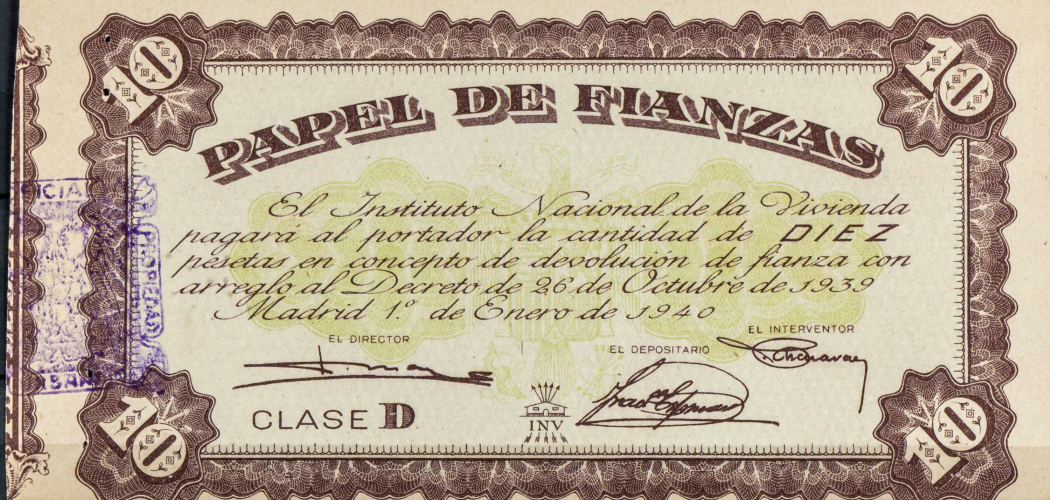 10 10
PAPEL DE FIANZAS
El Instituto Nacional de la Vivienda
pagará al portador la cantidad de DIEZ
pesetas en concepto de devolución de fianza con
arreglo al Decreto de 26 de Octubre de 1939
Madrid 1.º de Enero de 1940
EL DIRECTOR
EL DEPOSITARIO
EL INTERVENTOR
CLASE D
INV
10 10